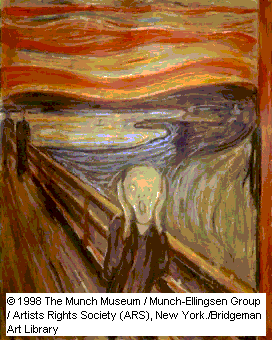 © 1998 The Munch Museum / Munch-Ellingsen Group
/ Artists Rights Society (ARS), New York./Bridgeman
Art Library